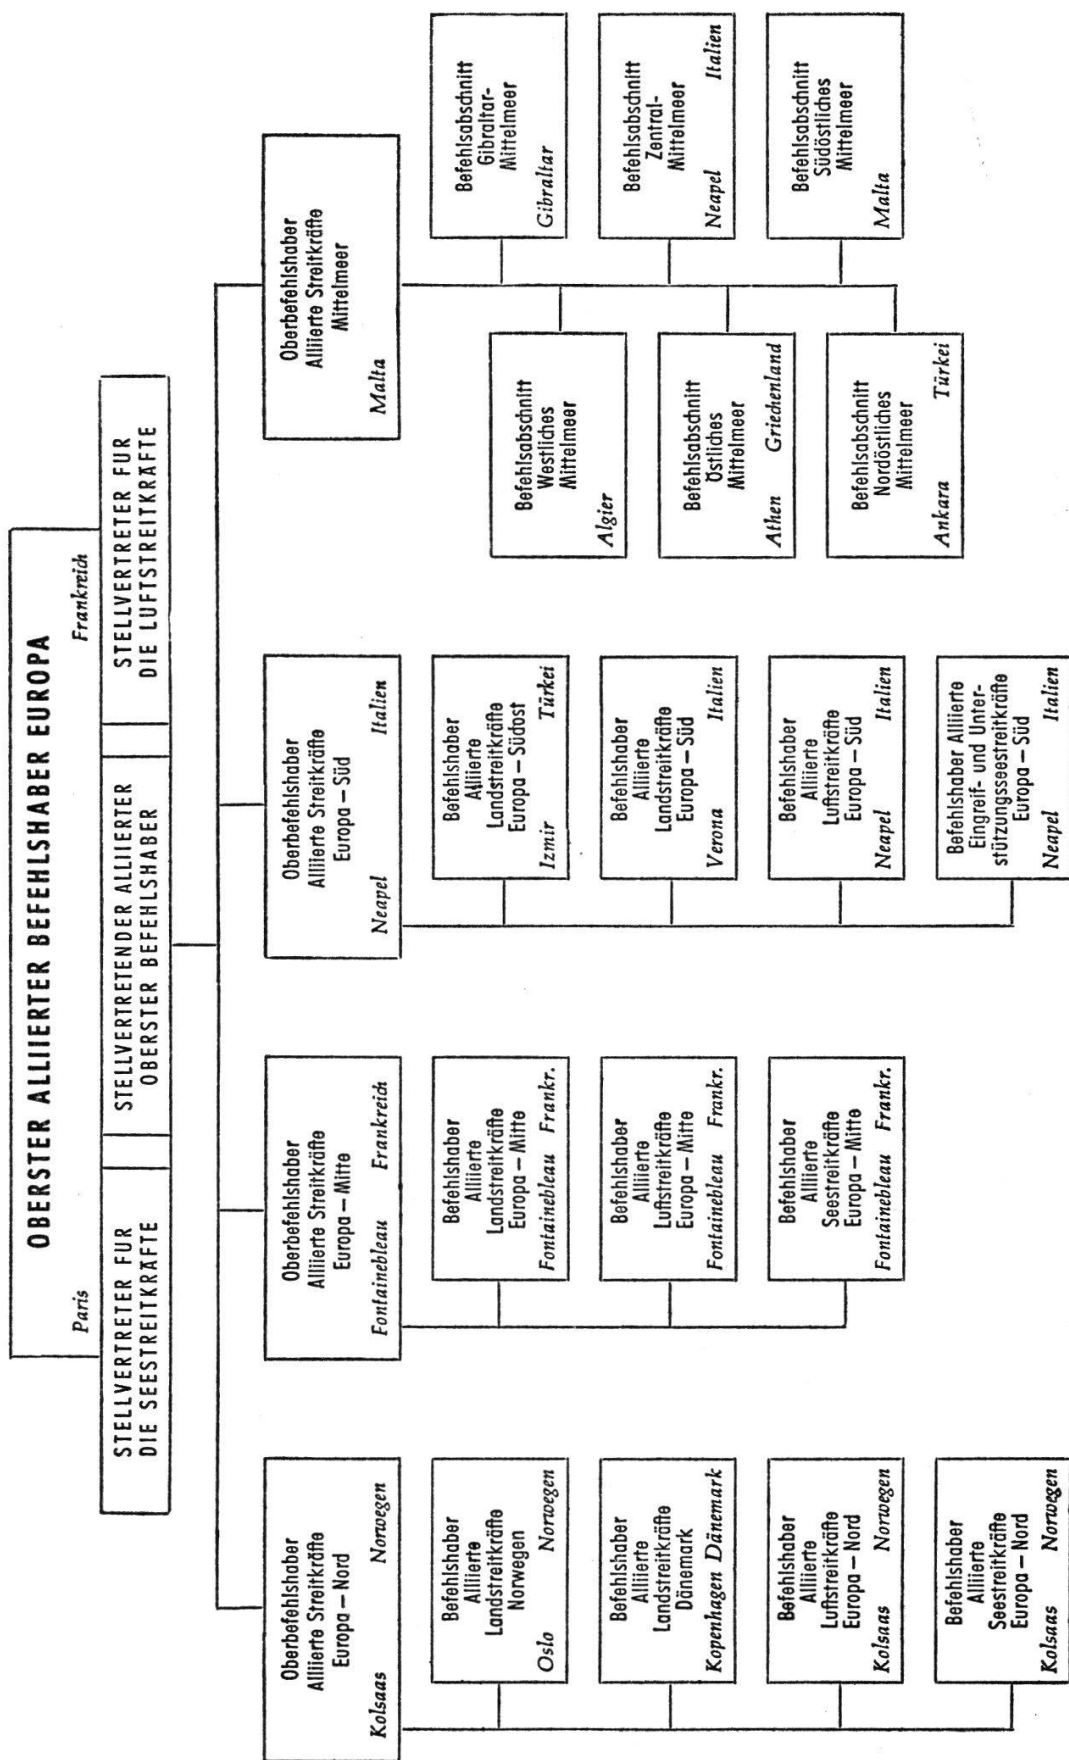 OBERSTER ALLIIERTER BEFEHLSHABER EUROPA
Paris Frankreich
STELLVERTRETER FÜR
DIE SEESTREITKRÄFTE
STELLVERTRETENDER ALLIIERTER
OBERSTER BEFEHLSHABER
STELLVERTRETER FÜR
DIE LUFTSTREITKRÄFTE
Oberbefehlshaber
Alliierte Streitkräfte
Europa – Nord
Kolsaas Norwegen
Befehlshaber
Alliierte
Landstreitkräfte
Norwegen
Oslo Norwegen
Befehlshaber
Alliierte
Landstreitkräfte
Dänemark
Kopenhagen Dänemark
Befehlshaber
Alliierte
Luftstreitkräfte
Europa – Nord
Kolsaas Norwegen
Befehlshaber
Alliierte
Seestreitkräfte
Europa – Nord
Kolsaas Norwegen
Oberbefehlshaber
Alliierte Streitkräfte
Europa – Mitte
Fontainebleau Frankreich
Befehlshaber
Alliierte
Landstreitkräfte
Europa – Mitte
Fontainebleau Frankr.
Befehlshaber
Alliierte
Luftstreitkräfte
Europa – Mitte
Fontainebleau Frankr.
Befehlshaber
Alliierte
Seestreitkräfte
Europa – Mitte
Fontainebleau Frankr.
Oberbefehlshaber
Alliierte Streitkräfte
Europa – Süd
Neapel Italien
Befehlshaber
Alliierte
Landstreitkräfte
Europa – Südost
Izmir Türkei
Befehlshaber
Alliierte
Landstreitkräfte
Europa – Süd
Verona Italien
Befehlshaber
Alliierte
Luftstreitkräfte
Europa – Süd
Neapel Italien
Befehlshaber Alliierte
Eingreif- und Unter-
stützungsseestreitkräfte
Europa – Süd
Neapel Italien
Oberbefehlshaber
Alliierte Streitkräfte
Mittelmeer
Malta
Befehlsabschnitt
Gibraltar-
Mittelmeer
Gibraltar
Befehlsabschnitt
Westliches
Mittelmeer
Algier
Befehlsabschnitt
Zentral-
Mittelmeer
Neapel Italien
Befehlsabschnitt
Östliches
Mittelmeer
Athen Griechenland
Befehlsabschnitt
Südöstliches
Mittelmeer
Malta
Befehlsabschnitt
Nordöstliches
Mittelmeer
Ankara Türkei